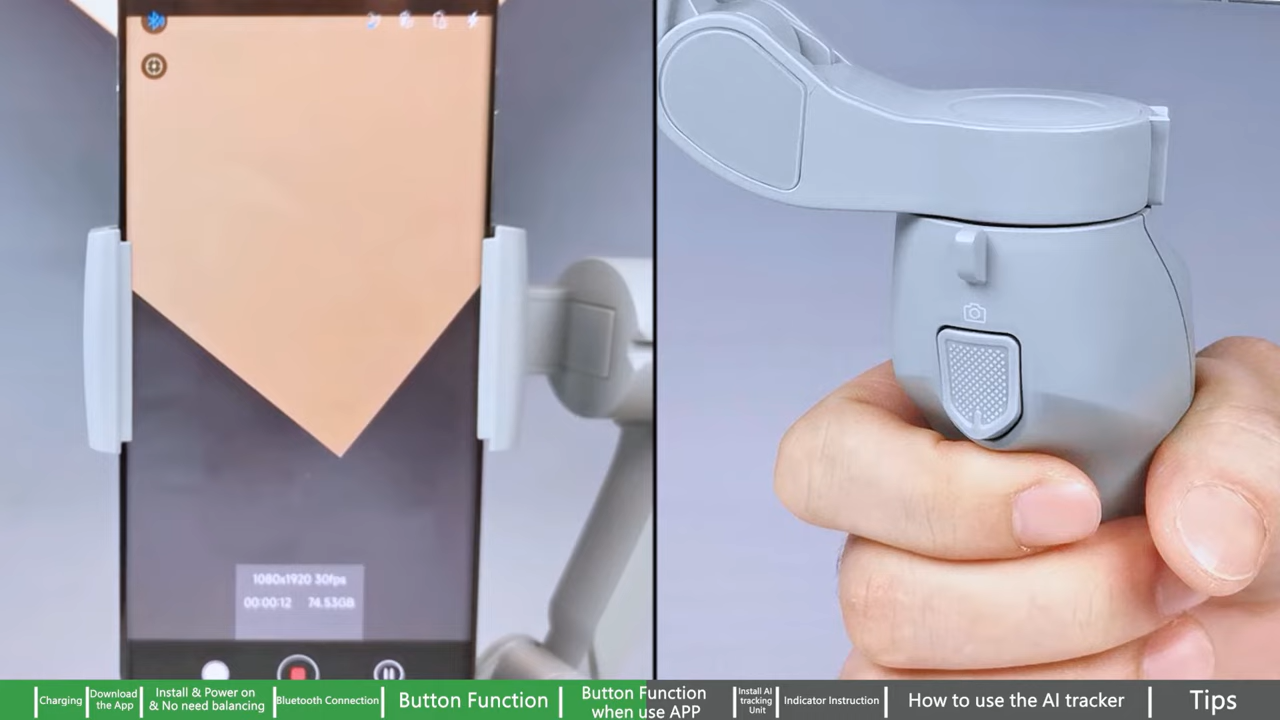 1080x1920 30fps
00:00:12 74.53GB
Charging
Download
the App
Install & Power on
& No need balancing
Bluetooth Connection
Button Function
Button Function
when use APP
Install AI
tracking
Unit
Indicator Instruction
How to use the AI tracker
Tips